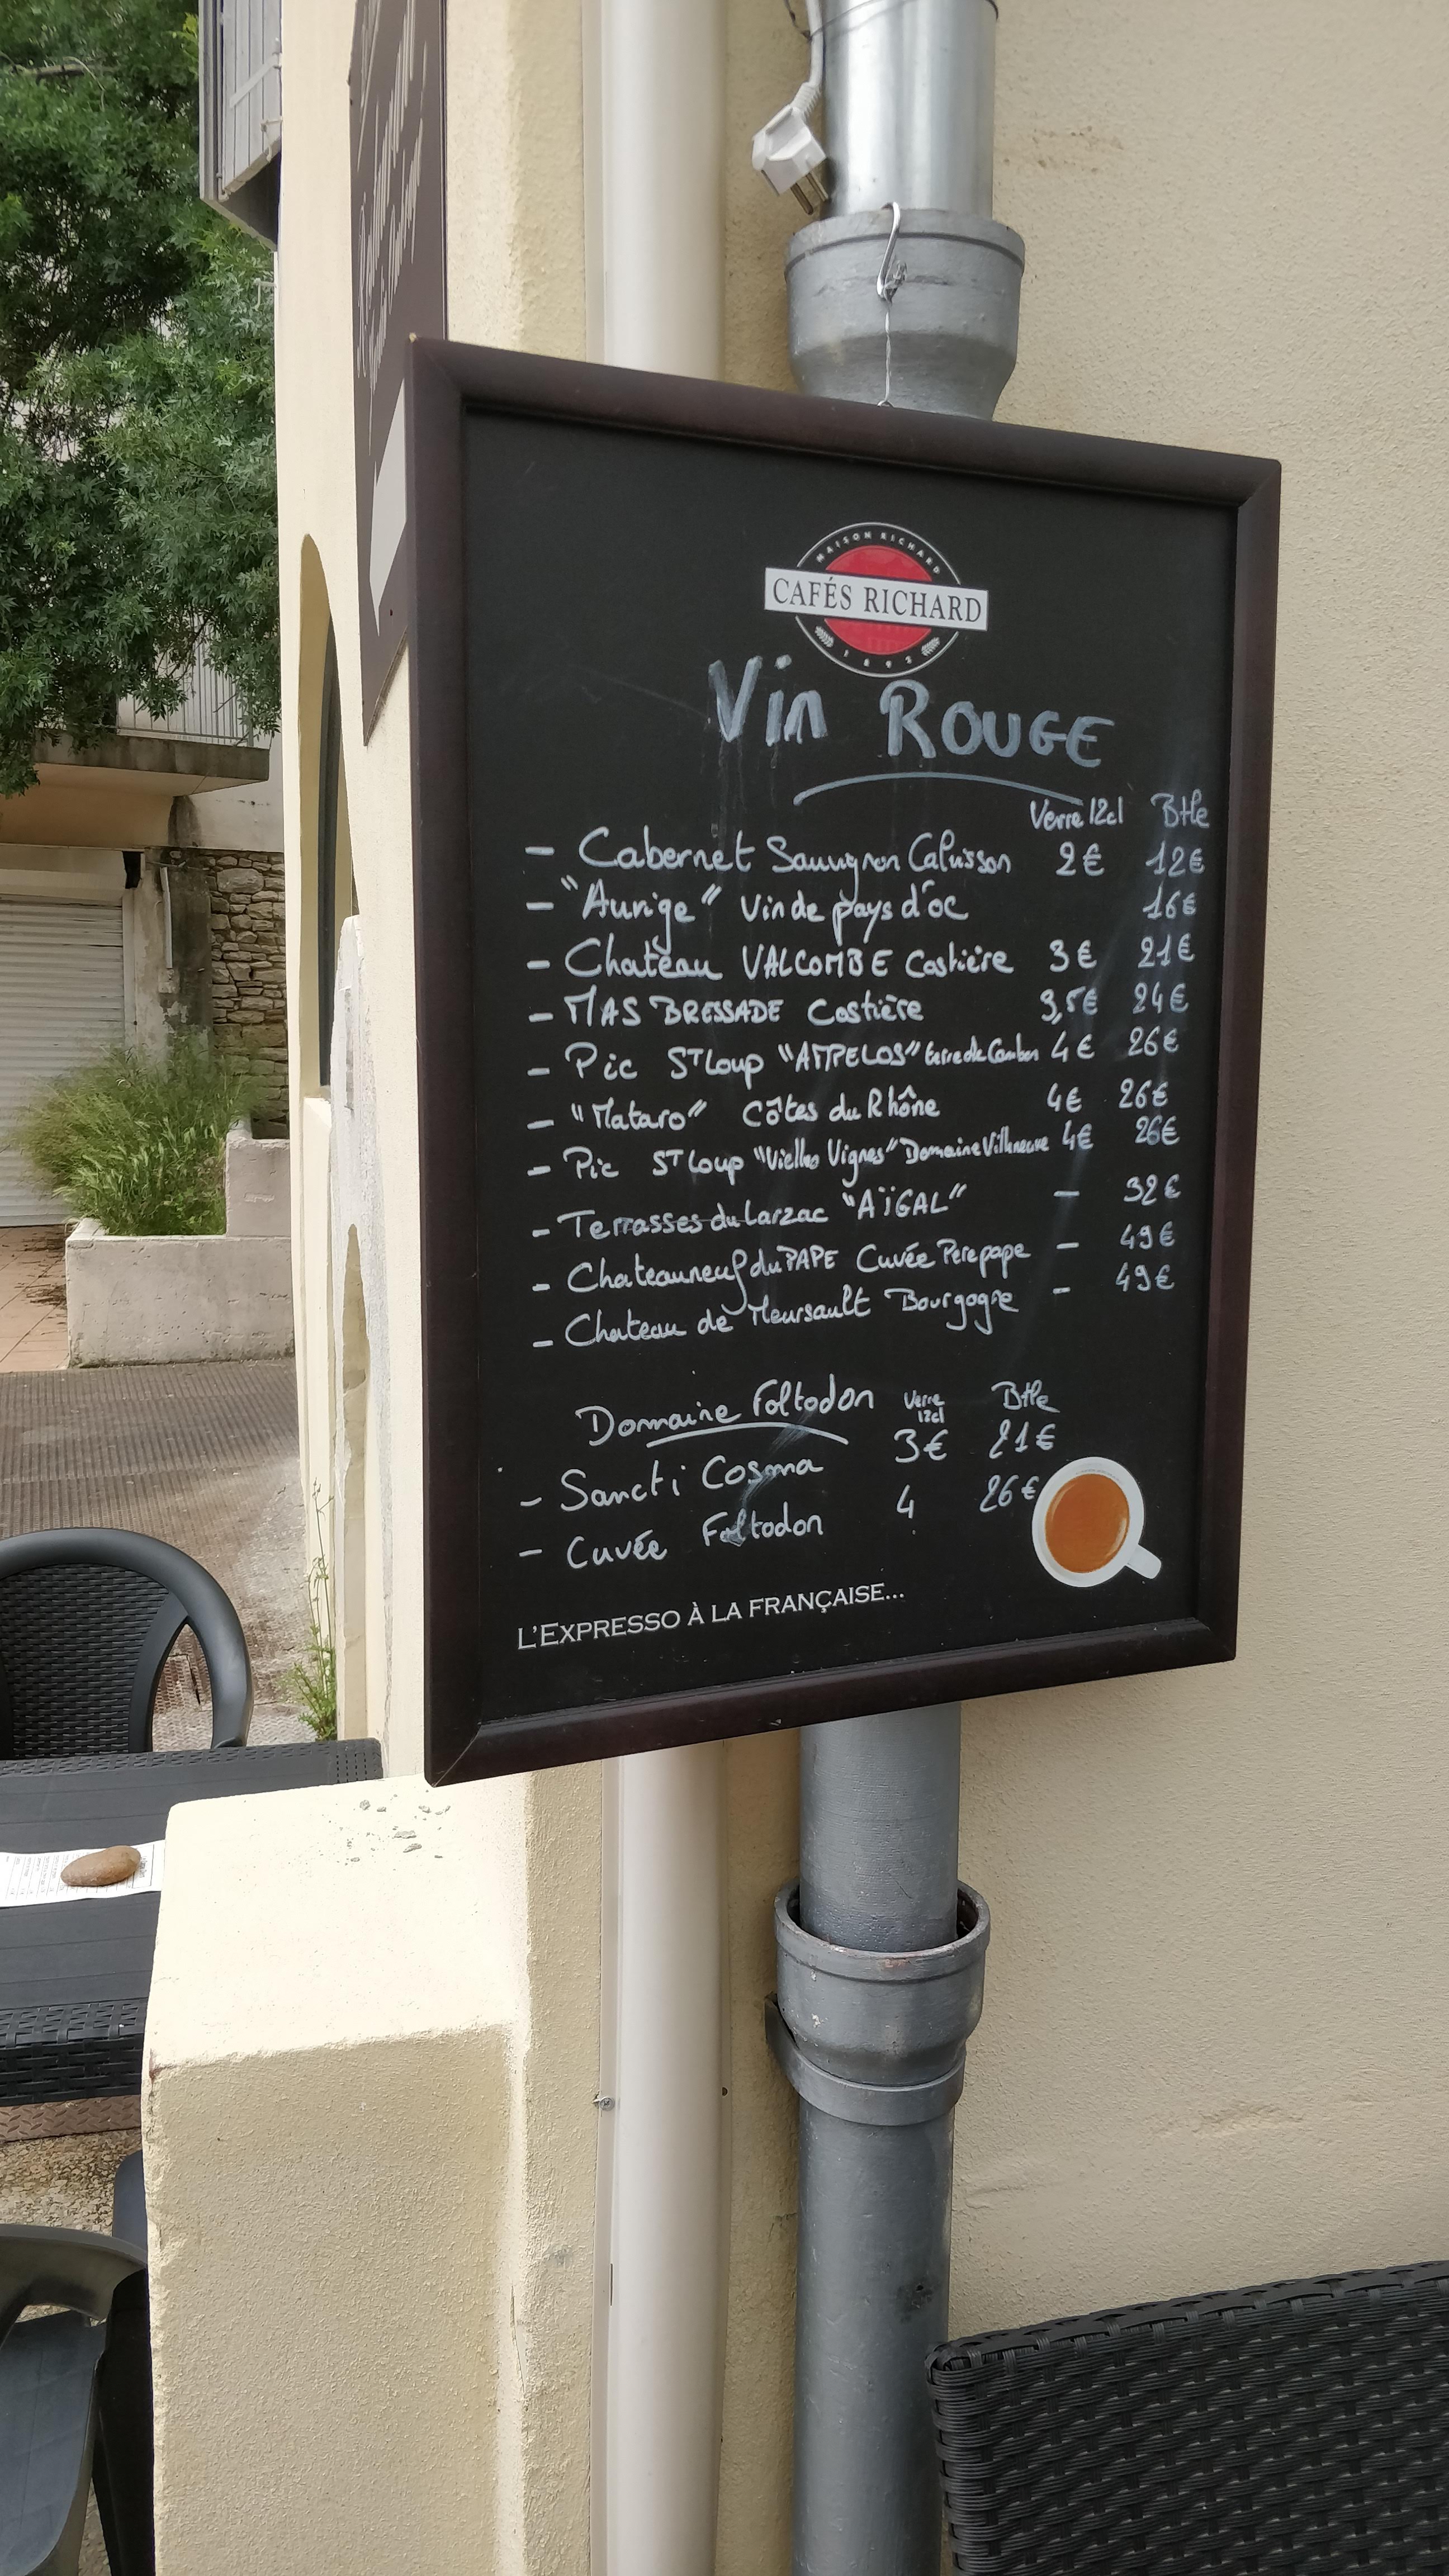 MAISON RICHARD
CAFÉS RICHARD
1892
Vin ROUGE
Verre 12cl Btle
- Cabernet Sauvignon Calvisson 2€ 12€
- "Aurige" Vin de pays d'oc 16€
- Chateau VALCOMBE Costière 3€ 21€
- MAS BRESSADE Costière 3,5€ 24€
- Pic ST Loup "AMPELOS" terre de Cambon 4€ 26€
- "Mataro" Côtes du Rhône 4€ 26€
- Pic ST Loup "Vielles Vignes" Domaine Villeneuve 4€ 26€
- Terrasses du Larzac "AÏGAL" - 32€
- Chateauneuf du PAPE Cuvée Perepape - 49€
- Chateau de Meursault Bourgogne - 49€
Domaine Foltodon Verre 12cl Btle
- Sancti Cosma 3€ 21€
- Cuvée Foltodon 4 26€
L'EXPRESSO À LA FRANÇAISE...